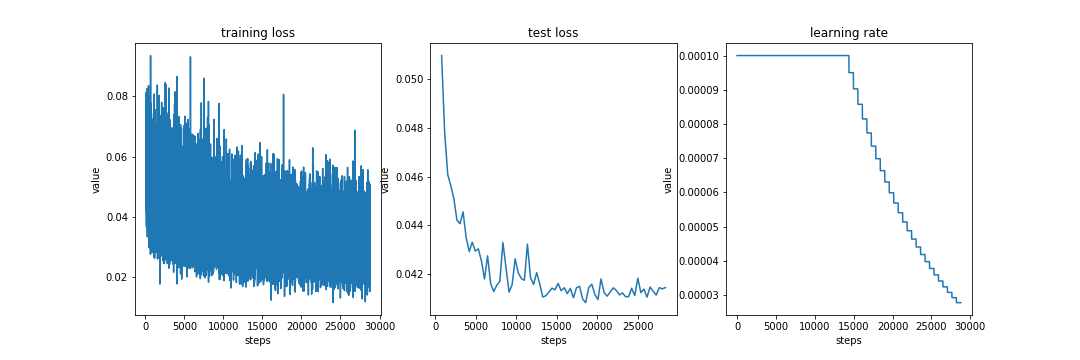 training loss
value
0.08
0.06
0.04
0.02
0 5000 10000 15000 20000 25000 30000
steps
test loss
value
0.050
0.048
0.046
0.044
0.042
0 5000 10000 15000 20000 25000
steps
learning rate
value
0.00010
0.00009
0.00008
0.00007
0.00006
0.00005
0.00004
0.00003
0 5000 10000 15000 20000 25000 30000
steps